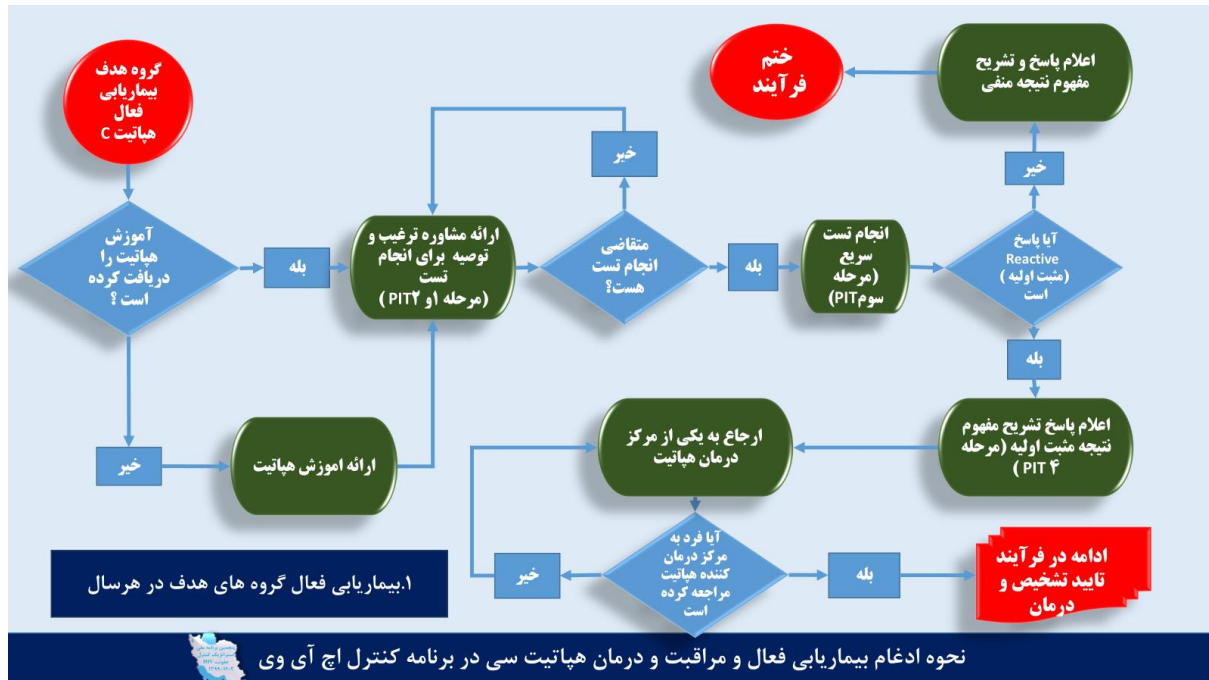 گروه هدف
بیماریابی
فعال
هپاتیت C
آموزش
هپاتیت را
دریافت کرده
است ؟
بله
خیر
ارائه اموزش هپاتیت
ارائه مشاوره ترغیب و
توصیه برای انجام
تست
(مرحله ۱و PIT۲ )
متقاضی
انجام تست
هست؟
خیر
بله
انجام تست
سریع
(مرحله
سومPIT)
آیا پاسخ
Reactive
(مثبت اولیه )
است
خیر
اعلام پاسخ و تشریح
مفهوم نتیجه منفی
ختم
فرآیند
بله
اعلام پاسخ تشریح مفهوم
نتیجه مثبت اولیه (مرحله
۴ PIT )
ارجاع به یکی از مرکز
درمان هپاتیت
آیا فرد به
مرکز درمان
کننده هپاتیت
مراجعه کرده
است
خیر
بله
ادامه در فرآیند
تایید تشخیص و
درمان
۱.بیماریابی فعال گروه های هدف در هرسال
نحوه ادغام بیماریابی فعال و مراقبت و درمان هپاتیت سی در برنامه کنترل اچ آی وی